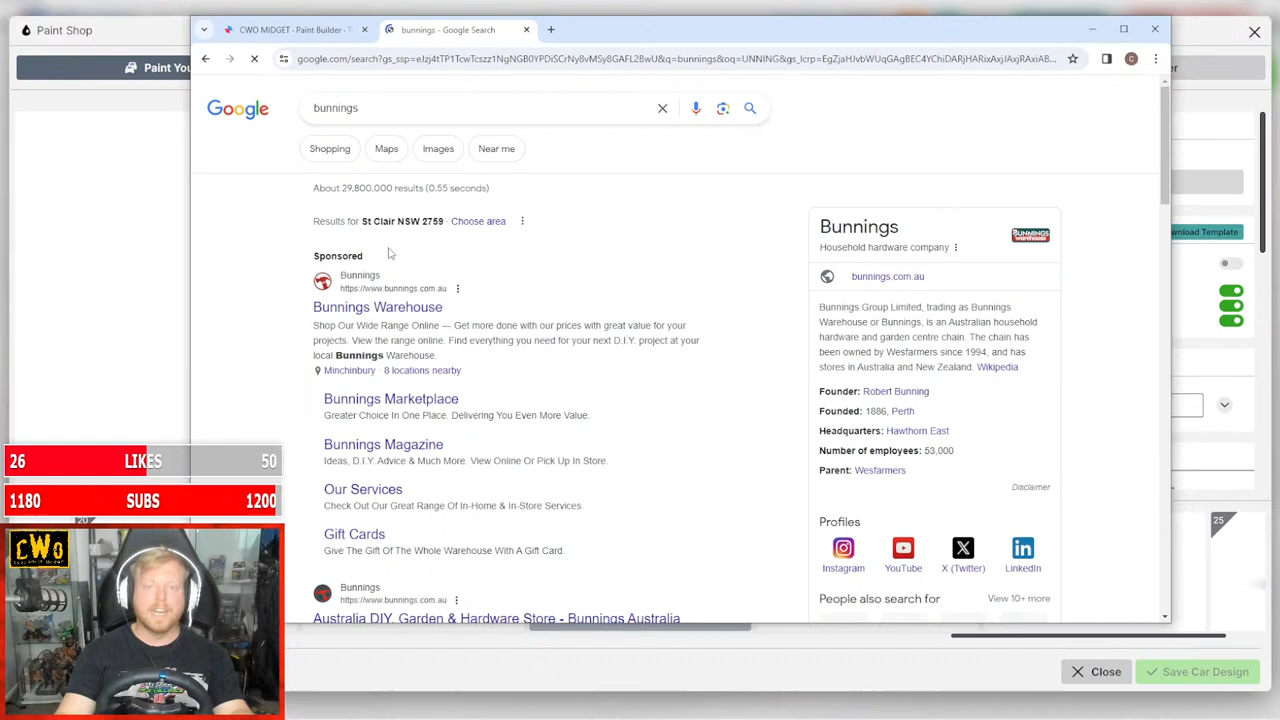 Paint Shop
CWO MIDGET - Paint Builder - T
bunnings - Google Search
Paint You
google.com/search?gs_ssp=
bunnings
Google
Shopping
Maps
Images
Near me
About 29,800,000 results (0.55 seconds)
Results for St Clair NSW 2759 Choose area
Sponsored
Bunnings
https://www.bunnings.com.au
Bunnings Warehouse
Shop Our Wide Range Online — Get more done with our prices with great value for your
projects. View the range online. Find everything you need for your next D.I.Y. project at your
local Bunnings Warehouse.
Minchinbury · 8 locations nearby
Bunnings Marketplace
Greater Choice In One Place. Delivering You Even More Value.
Bunnings Magazine
Ideas, D.I.Y. Advice & Much More. View Online Or Pick Up In Store.
Our Services
Check Out Our Great Range Of In-Home & In-Store Services.
Gift Cards
Give The Gift Of The Whole Warehouse With A Gift Card.
Bunnings
https://www.bunnings.com.au
Australia DIY, Garden & Hardware Store - Bunnings Australia
Bunnings
Household hardware company
BUNNINGS
warehouse
bunnings.com.au
Bunnings Group Limited, trading as Bunnings
Warehouse or Bunnings, is an Australian household
hardware and garden centre chain. The chain has
been owned by Wesfarmers since 1994, and has
stores in Australia and New Zealand. Wikipedia
Founder: Robert Bunning
Founded: 1886, Perth
Headquarters: Hawthorn East
Number of employees: 53,000
Parent: Wesfarmers
Disclaimer
Profiles
Instagram
YouTube
X (Twitter)
LinkedIn
People also search for
View 10+ more
wnload Template
26 LIKES 50
1180 SUBS 1200
20
25
CWO
Close
Save Car Design